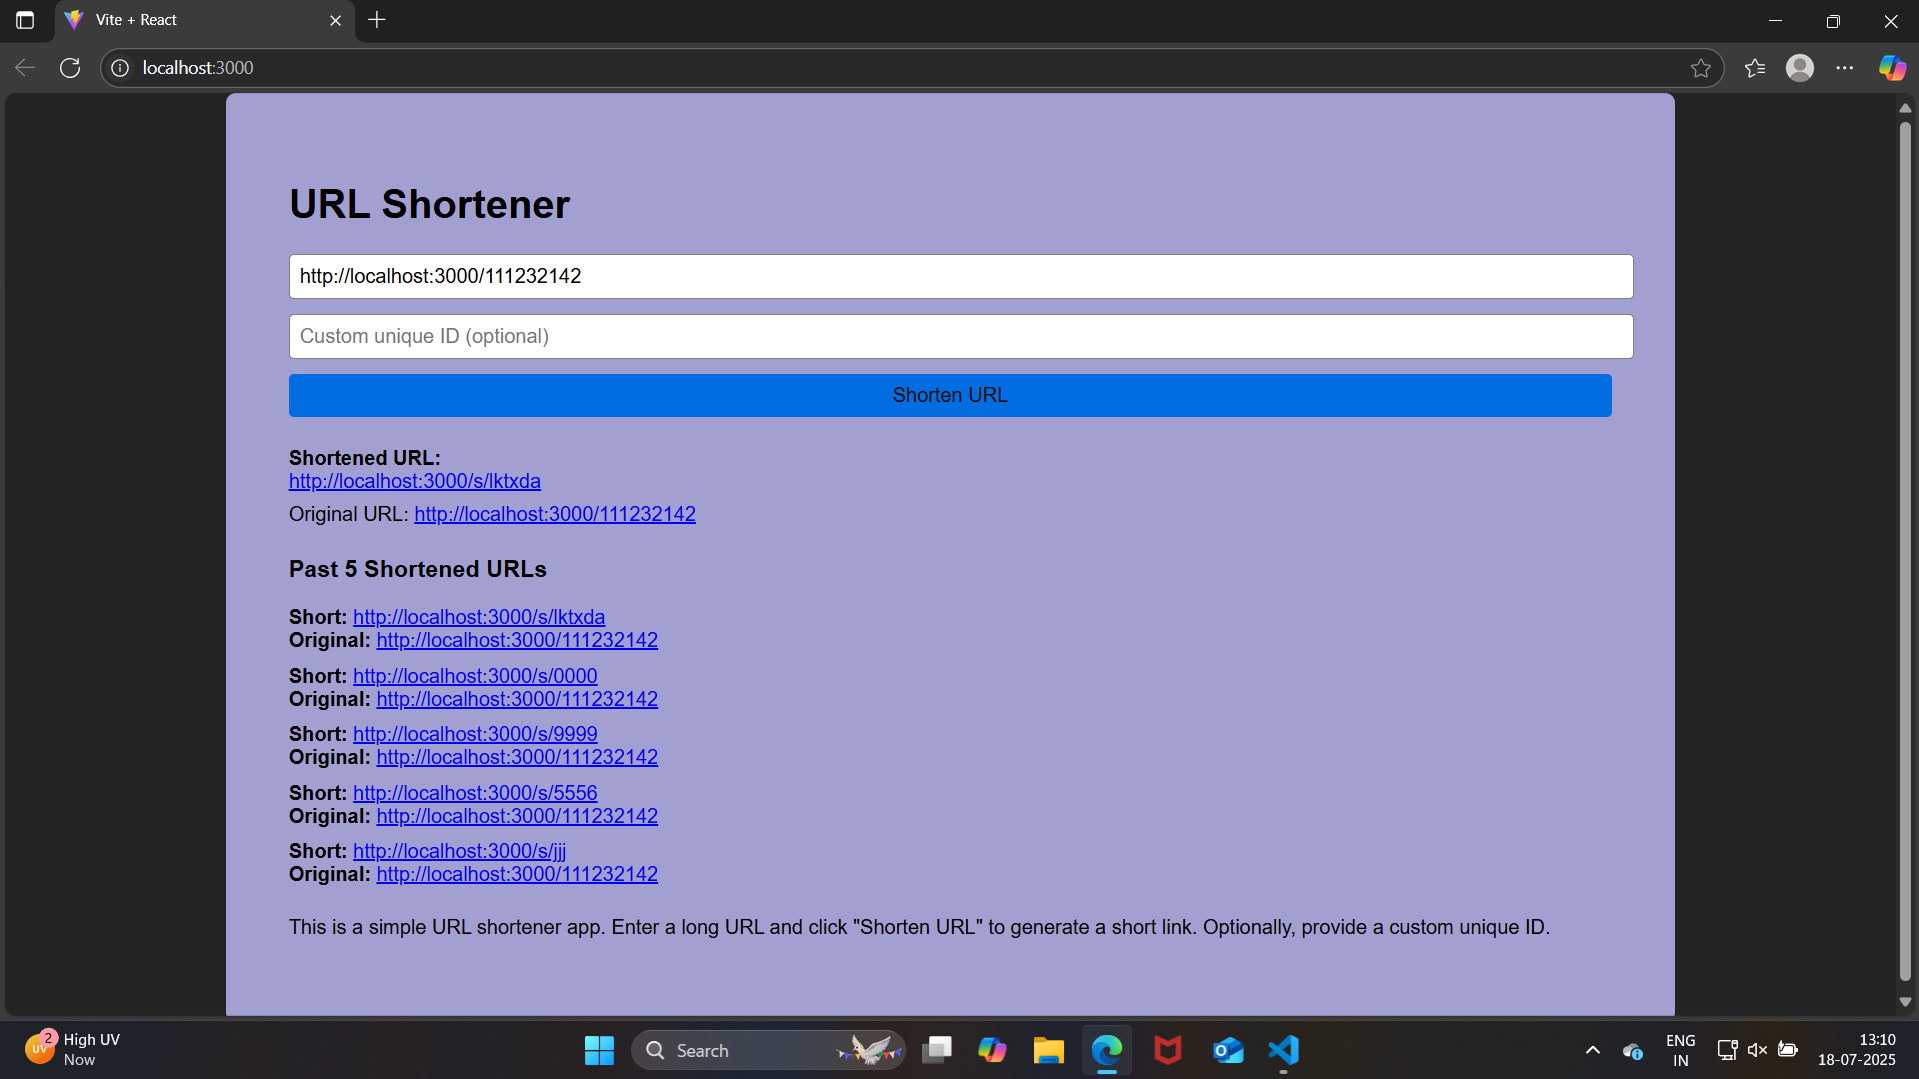 Vite + React
localhost:3000
URL Shortener
http://localhost:3000/111232142
Custom unique ID (optional)
Shorten URL
Shortened URL:
http://localhost:3000/s/lktxda
Original URL: http://localhost:3000/111232142
Past 5 Shortened URLs
Short: http://localhost:3000/s/lktxda
Original: http://localhost:3000/111232142
Short: http://localhost:3000/s/0000
Original: http://localhost:3000/111232142
Short: http://localhost:3000/s/9999
Original: http://localhost:3000/111232142
Short: http://localhost:3000/s/5556
Original: http://localhost:3000/111232142
Short: http://localhost:3000/s/jjj
Original: http://localhost:3000/111232142
This is a simple URL shortener app. Enter a long URL and click "Shorten URL" to generate a short link. Optionally, provide a custom unique ID.
2
UV
High UV
Now
Search
ENG
IN
13:10
18-07-2025